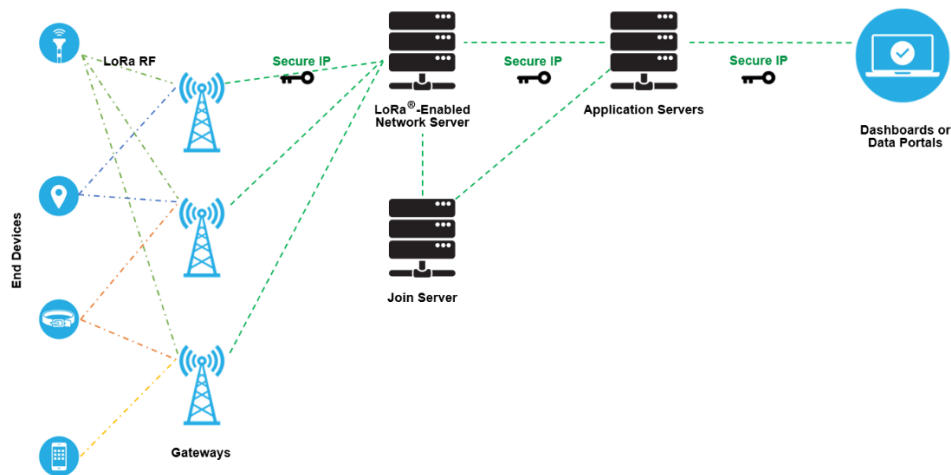 LoRa RF
Secure IP
Secure IP
Secure IP
LoRa®-Enabled
Network Server
Application Servers
Dashboards or
Data Portals
End Devices
Join Server
Gateways